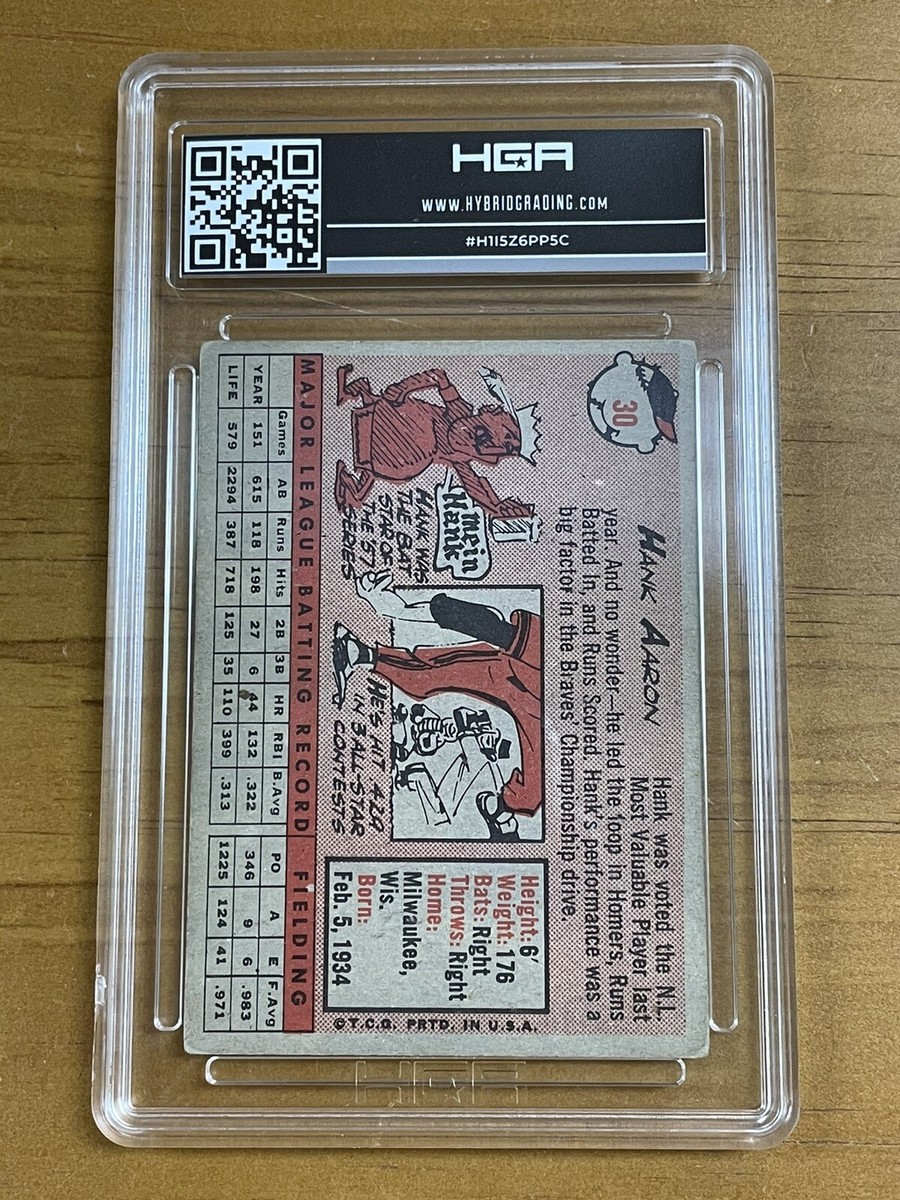 HGA
WWW.HYBRIDGRADING.COM
#H1I5Z6PP5C
30
HANK AARON
Hank was voted the N.L.
Most Valuable Player last
year. And no wonder—he led the loop in Homers, Runs
Batted In, and Runs Scored. Hank's performance was a
big factor in the Braves' Championship drive.
mein
Hank
HANK WAS
THE BAT
STAR OF
THE '57
SERIES
HE'S HIT .420
IN 3 ALL-STAR
CONTESTS
Height: 6'
Weight: 176
Bats: Right
Throws: Right
Home:
Milwaukee,
Wis.
Born:
Feb. 5, 1934
©T.C.G. PRTD. IN U.S.A.
MAJOR LEAGUE BATTING RECORD FIELDING
Games AB Runs Hits 2B 3B HR RBI B.Avg PO A E F.Avg
YEAR 151 615 118 198 27 6 44 132 .322 346 9 6 .983
LIFE 579 2294 387 718 125 35 110 399 .313 1225 124 41 .971
HGA